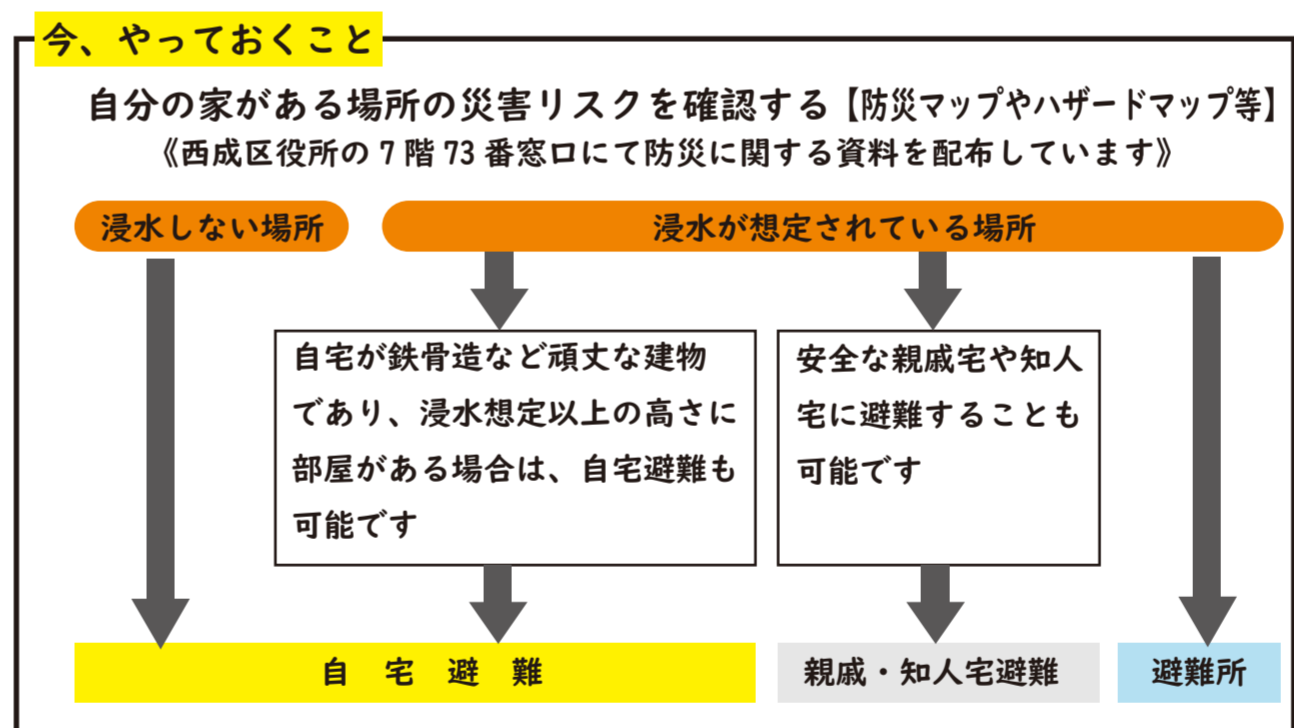 今、やっておくこと
自分の家がある場所の災害リスクを確認する【防災マップやハザードマップ等】
《西成区役所の7階73番窓口にて防災に関する資料を配布しています》
浸水しない場所
浸水が想定されている場所
自宅が鉄骨造など頑丈な建物
であり、浸水想定以上の高さに
部屋がある場合は、自宅避難も
可能です
安全な親戚宅や知人
宅に避難することも
可能です
自宅避難
親戚・知人宅避難
避難所